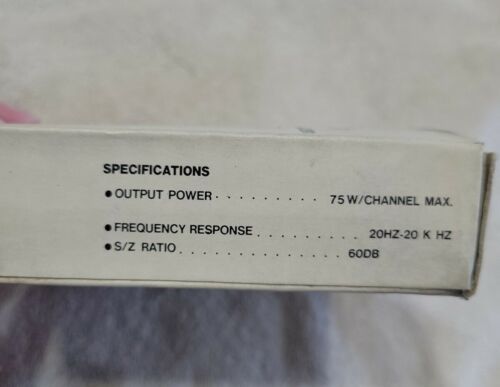 SPECIFICATIONS
● OUTPUT POWER . . . . . . . . . 75 W/CHANNEL MAX.
● FREQUENCY RESPONSE . . . . . . . . . 20HZ-20 K HZ
● S/Z RATIO . . . . . . . . . . . . . . 60DB